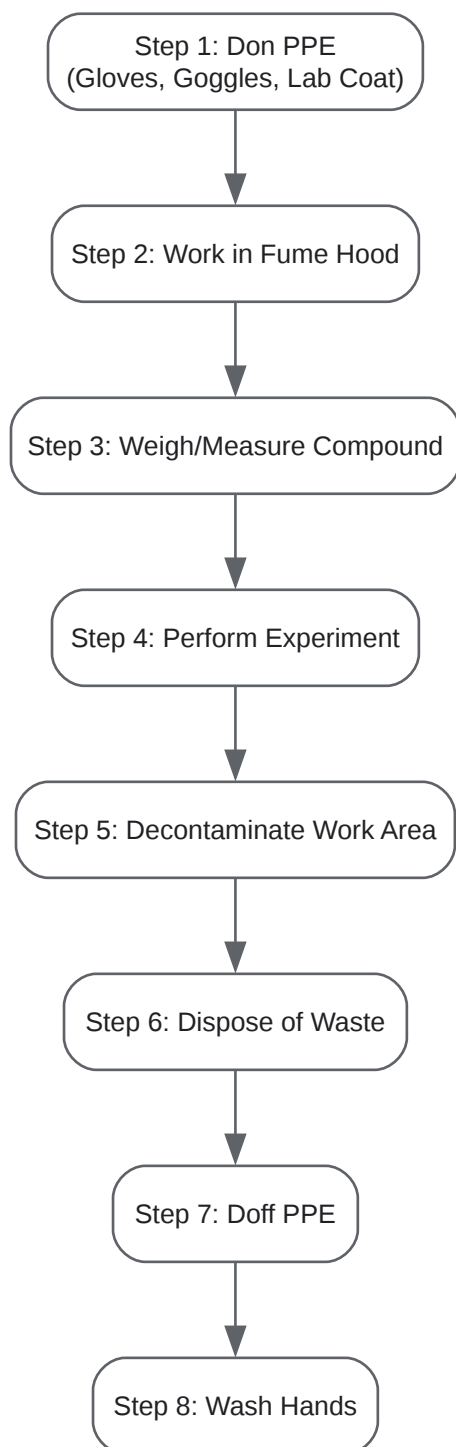 Step 1: Don PPE
(Gloves, Goggles, Lab Coat)
Step 2: Work in Fume Hood
Step 3: Weigh/Measure Compound
Step 4: Perform Experiment
Step 5: Decontaminate Work Area
Step 6: Dispose of Waste
Step 7: Doff PPE
Step 8: Wash Hands